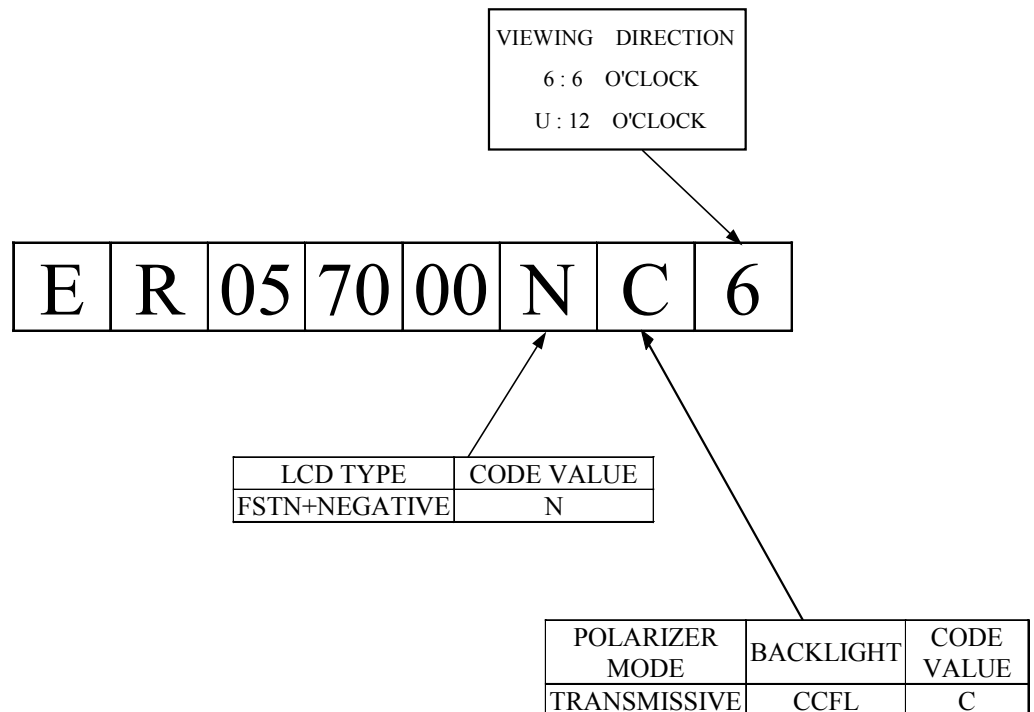 VIEWING DIRECTION
6 : 6 O'CLOCK
U : 12 O'CLOCK
E R 05 70 00 N C 6
LCD TYPE CODE VALUE
FSTN+NEGATIVE N
POLARIZER MODE BACKLIGHT CODE VALUE
TRANSMISSIVE CCFL C